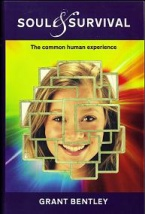 SOUL & SURVIVAL
The common human experience
GRANT BENTLEY